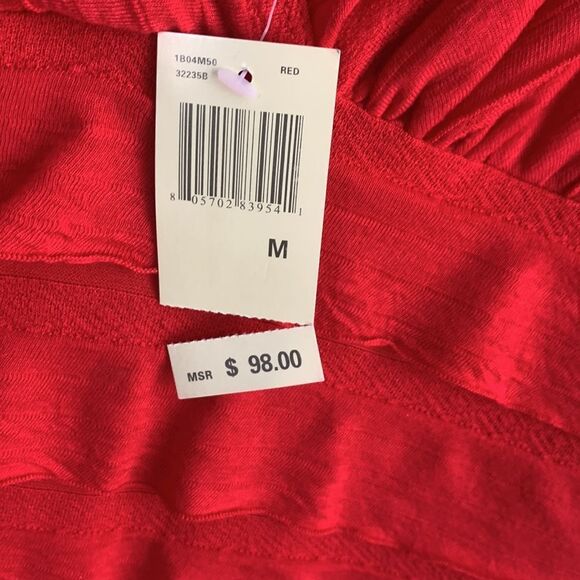 1B04M50 RED
32235B
8 05702 83954 1
M
MSR $ 98.00